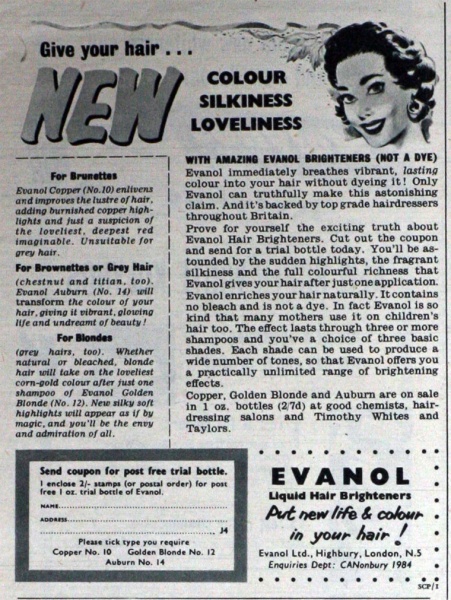 Give your hair . . .
NEW
COLOUR
SILKINESS
LOVELINESS
For Brunettes
Evanol Copper (No.10) enlivens
and improves the lustre of hair,
adding burnished copper high-
lights and just a suspicion of
the loveliest, deepest red
imaginable. Unsuitable for
grey hair.
For Brownettes or Grey Hair
(chestnut and titian, too).
Evanol Auburn (No. 14) will
transform the colour of your
hair, giving it vibrant, glowing
life and undreamt of beauty !
For Blondes
(grey hairs, too). Whether
natural or bleached, blonde
hair will take on the loveliest
corn-gold colour after just one
shampoo of Evanol Golden
Blonde (No. 12). New silky soft
highlights will appear as if by
magic, and you'll be the envy
and admiration of all.
WITH AMAZING EVANOL BRIGHTENERS (NOT A DYE)
Evanol immediately breathes vibrant, lasting
colour into your hair without dyeing it! Only
Evanol can truthfully make this astonishing
claim. And it's backed by top grade hairdressers
throughout Britain.
Prove for yourself the exciting truth about
Evanol Hair Brighteners. Cut out the coupon
and send for a trial bottle today. You'll be as-
tounded by the sudden highlights, the fragrant
silkiness and the full colourful richness that
Evanol gives your hair after just one application.
Evanol enriches your hair naturally. It contains
no bleach and is not a dye. In fact Evanol is so
kind that many mothers use it on children's
hair too. The effect lasts through three or more
shampoos and you've a choice of three basic
shades. Each shade can be used to produce a
wide number of tones, so that Evanol offers you
a practically unlimited range of brightening
effects.
Copper, Golden Blonde and Auburn are on sale
in 1 oz. bottles (2/7d) at good chemists, hair-
dressing salons and Timothy Whites and
Taylors.
Send coupon for post free trial bottle.
I enclose 2/- stamps (or postal order) for post
free 1 oz. trial bottle of Evanol.
NAME
ADDRESS
J4
Please tick type you require
Copper No. 10 Golden Blonde No. 12
Auburn No. 14
EVANOL
Liquid Hair Brighteners
Put new life & colour
in your hair !
Evanol Ltd., Highbury, London, N.5
Enquiries Dept: CANonbury 1984
SCP/1